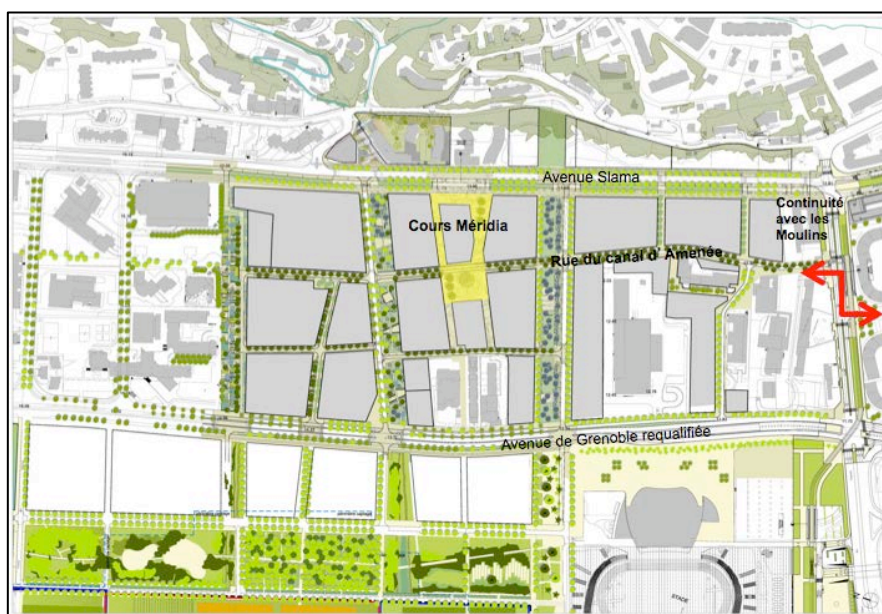 Avenue Slama
Continuité
avec les
Moulins
Cours Méridia
Rue du canal d' Amenée
Avenue de Grenoble requalifiée
STADE